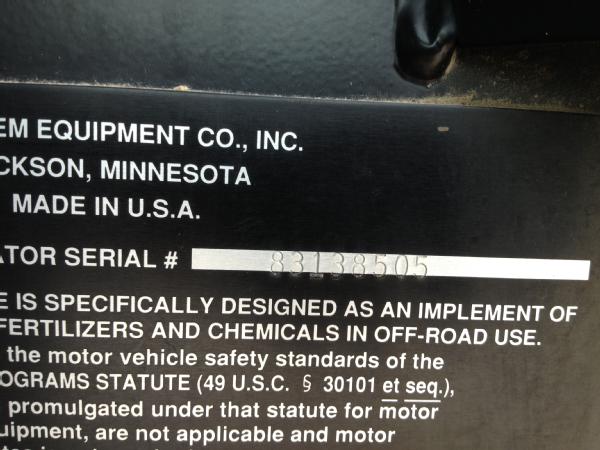 EM EQUIPMENT CO., INC.
CKSON, MINNESOTA
MADE IN U.S.A.
ATOR SERIAL # 83138505
E IS SPECIFICALLY DESIGNED AS AN IMPLEMENT OF
FERTILIZERS AND CHEMICALS IN OFF-ROAD USE.
the motor vehicle safety standards of the
OGRAMS STATUTE (49 U.S.C. § 30101 et seq.),
promulgated under that statute for motor
uipment, are not applicable and motor